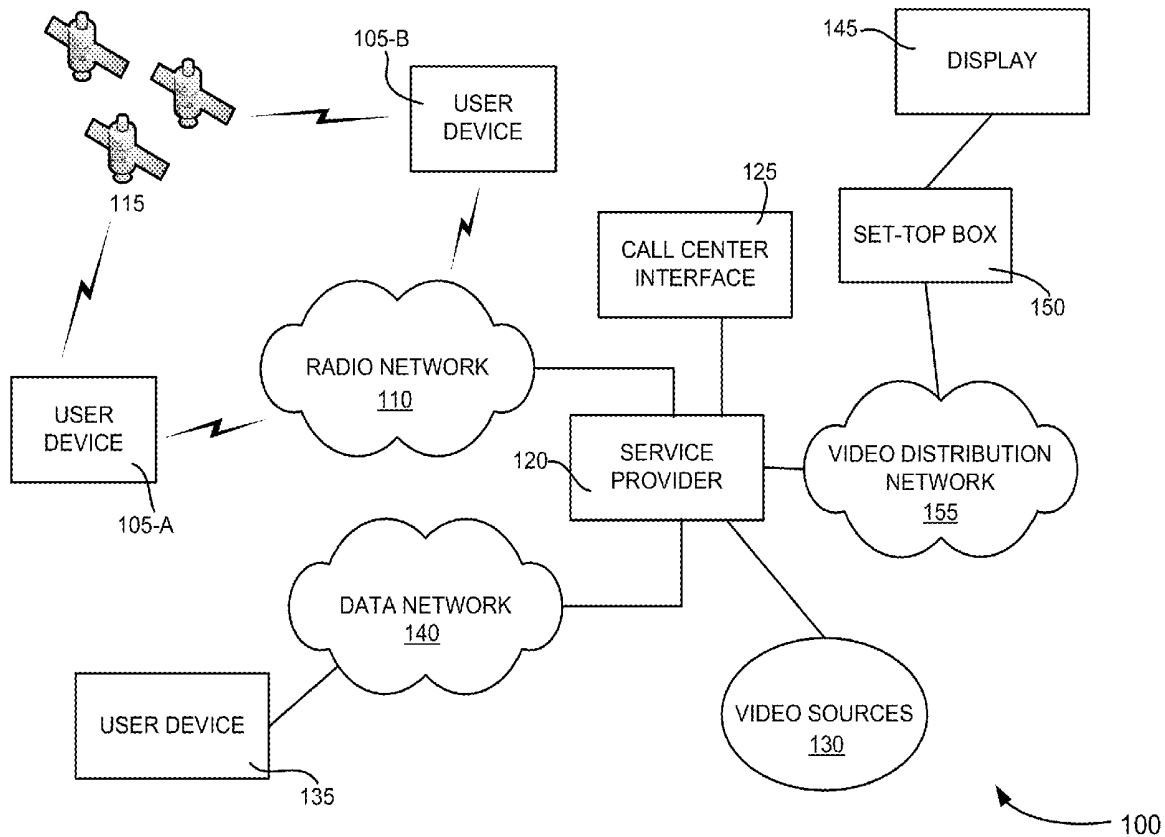 105-B
145
USER
DEVICE
DISPLAY
115
125
CALL CENTER
INTERFACE
SET-TOP BOX
150
RADIO NETWORK
110
USER
DEVICE
105-A
120
SERVICE
PROVIDER
VIDEO DISTRIBUTION
NETWORK
155
DATA NETWORK
140
USER DEVICE
135
VIDEO SOURCES
130
100